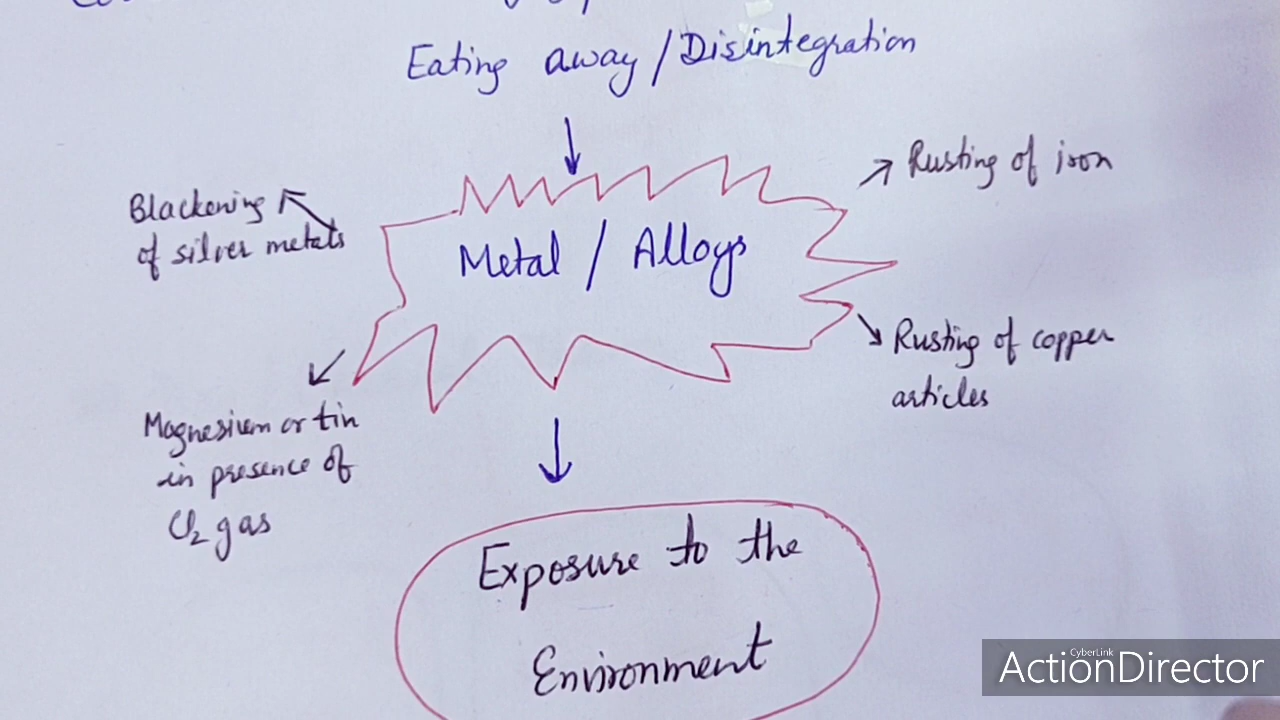 Eating away / Disintegration
Rusting of iron
Blackening
of silver metals
Metal / Alloys
Rusting of copper
articles
Magnesium or tin
in presence of
Cl2 gas
Exposure to the
Environment
CyberLink
ActionDirector